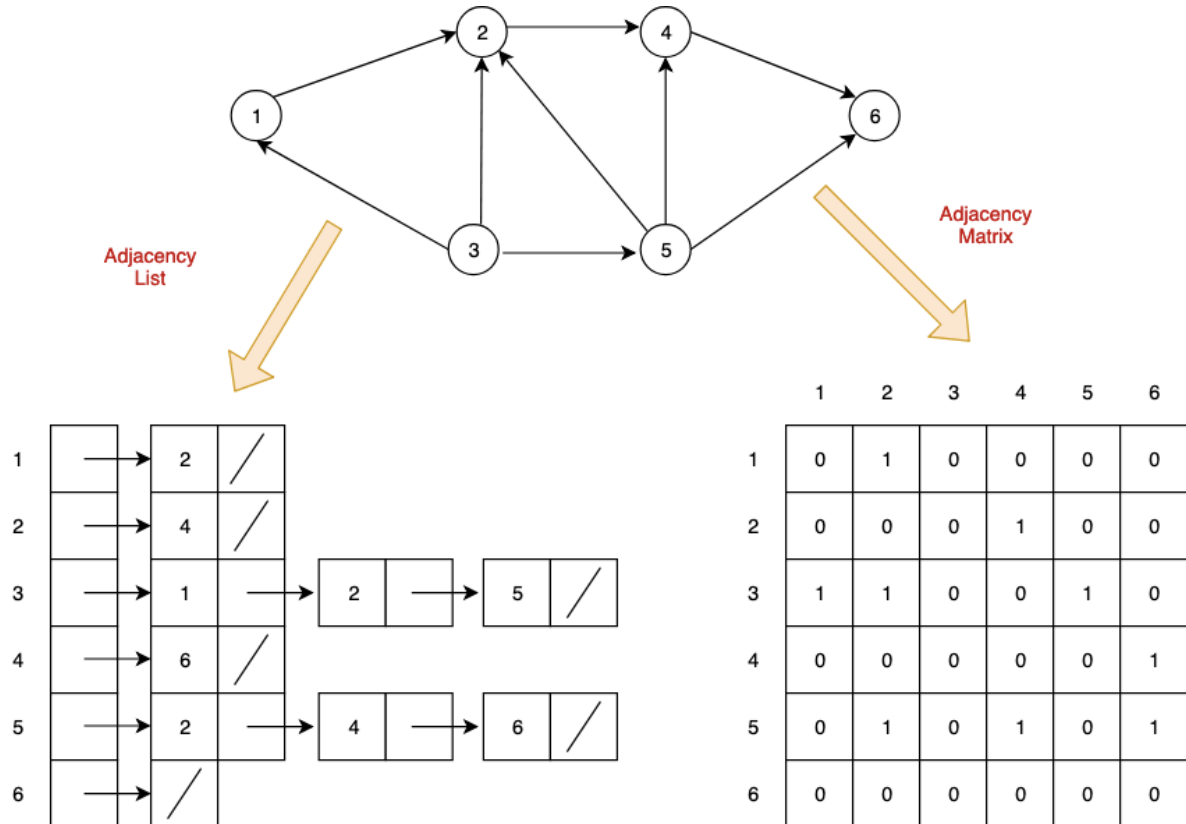 2 4
1 6
3 5
Adjacency
List
Adjacency
Matrix
1 2 3 4 5 6
1 2
2 4
3 1 2 5
4 6
5 2 4 6
6
1 0 1 0 0 0 0
2 0 0 0 1 0 0
3 1 1 0 0 1 0
4 0 0 0 0 0 1
5 0 1 0 1 0 1
6 0 0 0 0 0 0